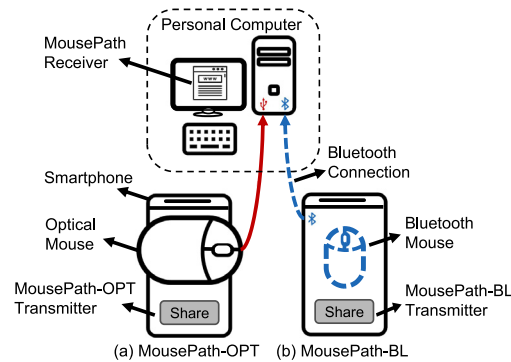 Personal Computer
MousePath
Receiver
www
Bluetooth
Connection
Smartphone
Optical
Mouse
Bluetooth
Mouse
MousePath-OPT
Transmitter
Share
Share
MousePath-BL
Transmitter
(a) MousePath-OPT
(b) MousePath-BL